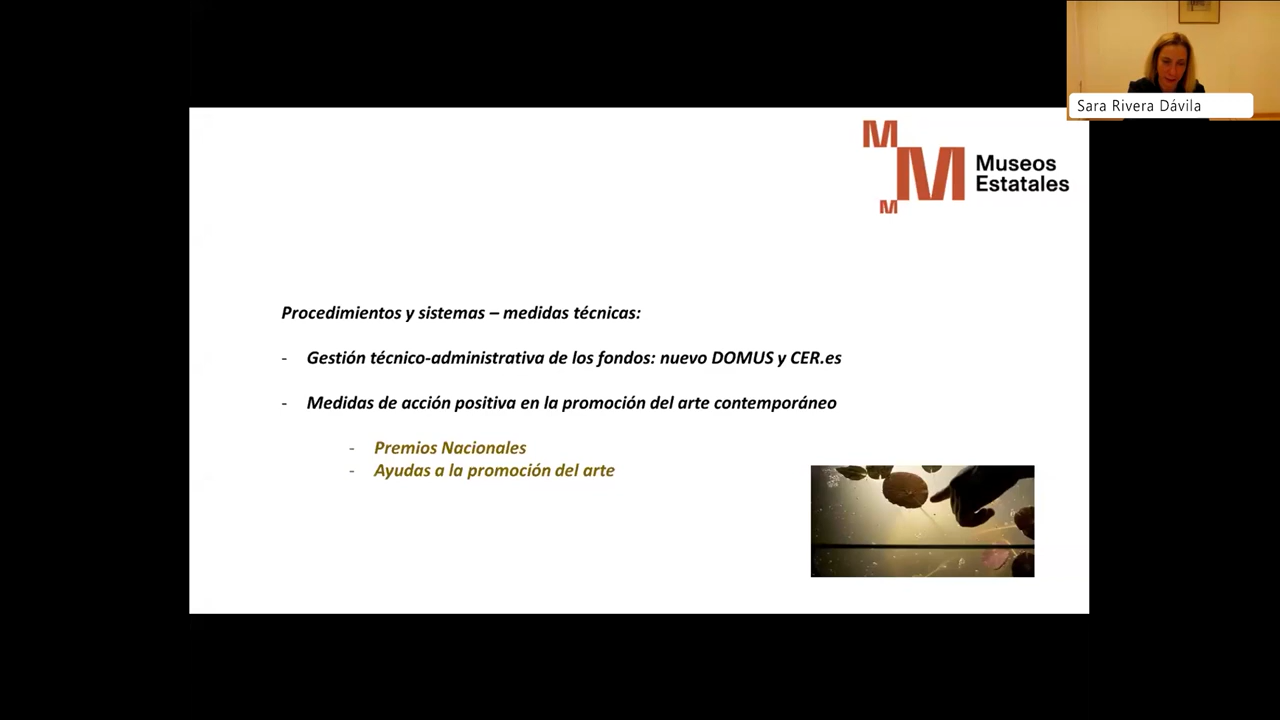 Sara Rivera Dávila
M
M
M
Museos
Estatales
Procedimientos y sistemas – medidas técnicas:
- Gestión técnico-administrativa de los fondos: nuevo DOMUS y CER.es
- Medidas de acción positiva en la promoción del arte contemporáneo
- Premios Nacionales
- Ayudas a la promoción del arte